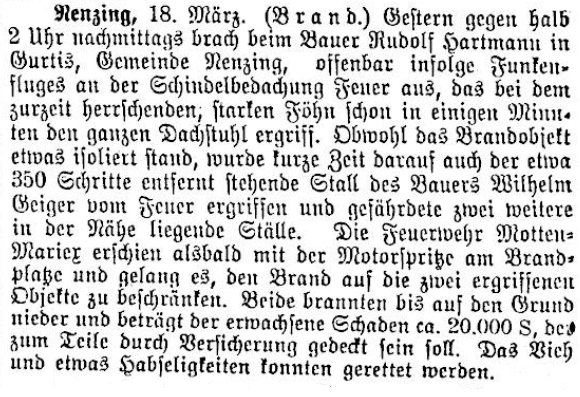 Nenzing, 18. März. (Brand.) Gestern gegen halb
2 Uhr nachmittags brach beim Bauer Rudolf Hartmann in
Gurtis, Gemeinde Nenzing, offenbar infolge Funken-
fluges an der Schindelbedachung Feuer aus, das bei dem
zurzeit herrschenden, starken Föhn schon in einigen Minu-
ten den ganzen Dachstuhl ergriff. Obwohl das Brandobjekt
etwas isoliert stand, wurde kurze Zeit darauf auch der etwa
350 Schritte entfernt stehende Stall des Bauers Wilhelm
Geiger vom Feuer ergriffen und gefährdete zwei weitere
in der Nähe liegende Ställe. Die Feuerwehr Motten-
Mariex erschien alsbald mit der Motorspritze am Brand-
platze und gelang es, den Brand auf die zwei ergriffenen
Objekte zu beschränken. Beide brannten bis auf den Grund
nieder und beträgt der erwachsene Schaden ca. 20.000 S, der
zum Teile durch Versicherung gedeckt sein soll. Das Vieh
und etwas Habseligkeiten konnten gerettet werden.